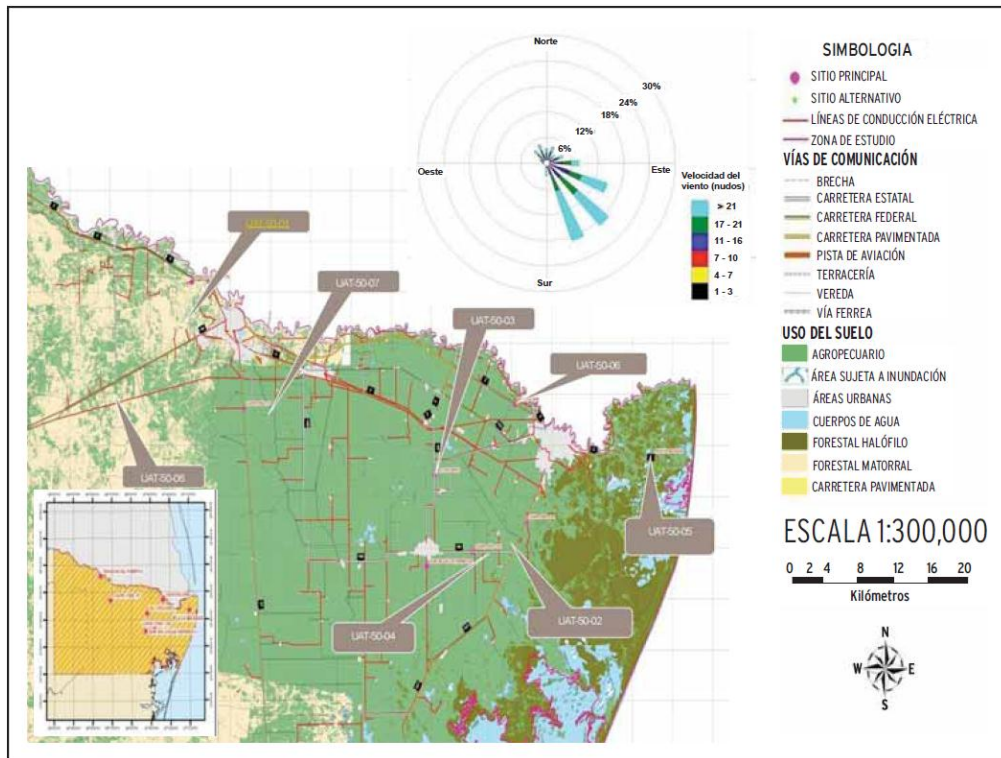 Norte
30%
24%
18%
12%
6%
Oeste
Este
Sur
Velocidad del
viento (nudos)
> 21
17 - 21
11 - 16
7 - 10
4 - 7
1 - 3
UAT-50-07
UAT-50-03
UAT-50-06
UAT-50-06
UAT-50-05
UAT-50-04
UAT-50-02
SIMBOLOGIA
SITIO PRINCIPAL
SITIO ALTERNATIVO
LÍNEAS DE CONDUCCIÓN ELÉCTRICA
ZONA DE ESTUDIO
VÍAS DE COMUNICACIÓN
BRECHA
CARRETERA ESTATAL
CARRETERA FEDERAL
CARRETERA PAVIMENTADA
PISTA DE AVIACIÓN
TERRACERÍA
VEREDA
VÍA FERREA
USO DEL SUELO
AGROPECUARIO
ÁREA SUJETA A INUNDACIÓN
ÁREAS URBANAS
CUERPOS DE AGUA
FORESTAL HALÓFILO
FORESTAL MATORRAL
CARRETERA PAVIMENTADA
ESCALA 1:300,000
0 2 4 8 12 16 20
Kilómetros
N
W E
S